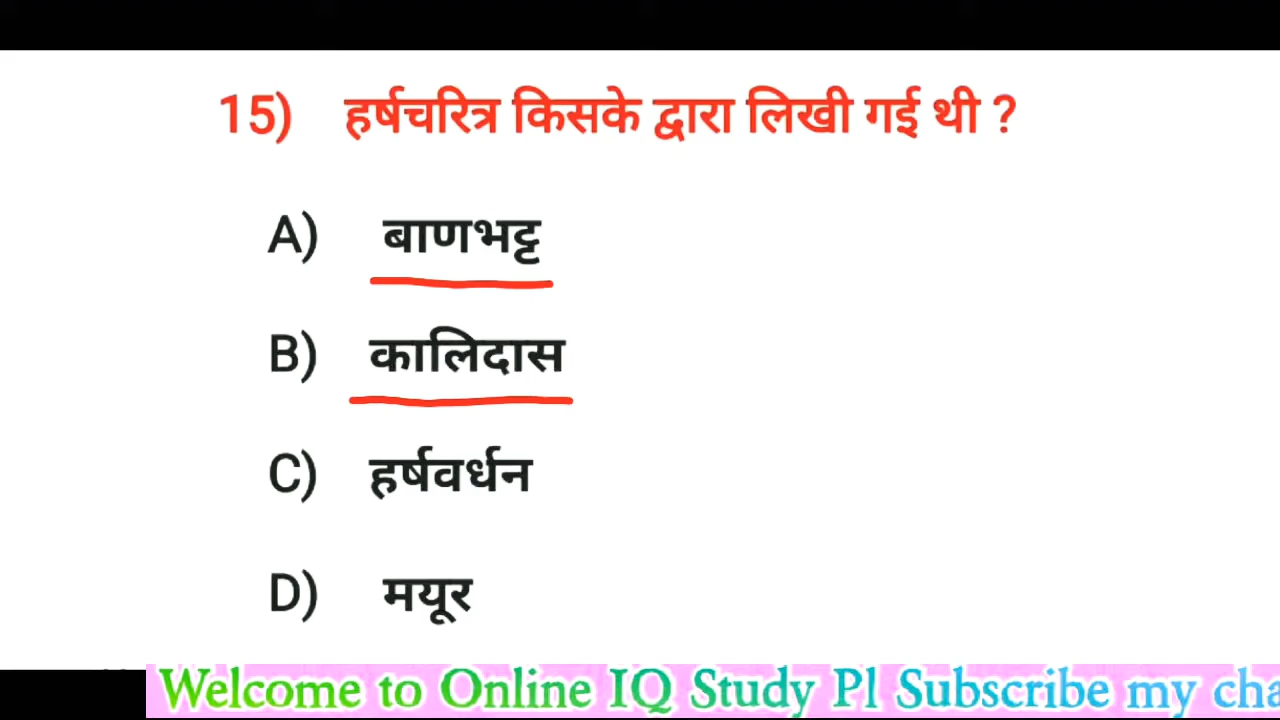 15) हर्षचरित्र किसके द्वारा लिखी गई थी ?
A) बाणभट्ट
B) कालिदास
C) हर्षवर्धन
D) मयूर
Welcome to Online IQ Study Pl Subscribe my cha